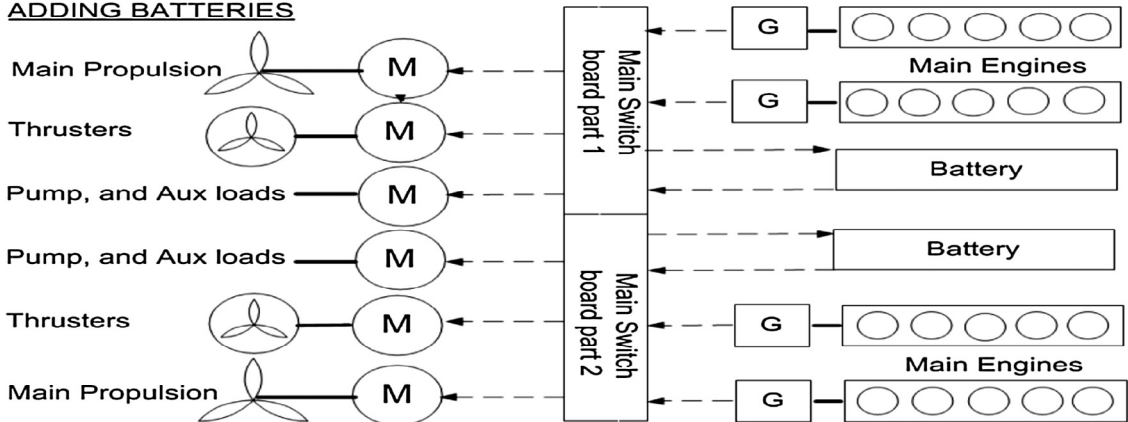 ADDING BATTERIES
Main Propulsion
M
G
Main Engines
Thrusters
M
G
Main Switch
board part 1
Battery
Pump, and Aux loads
M
Pump, and Aux loads
M
Battery
Main Switch
board part 2
Thrusters
M
G
Main Engines
Main Propulsion
M
G